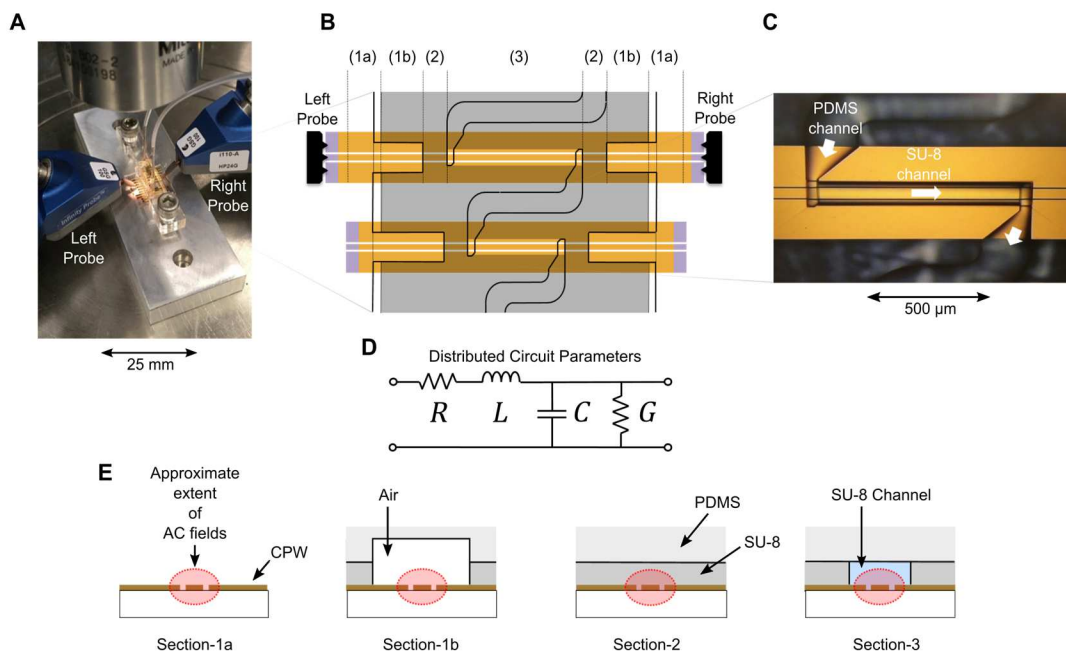 A
B
C
Left
Probe
Right
Probe
(1a)
(1b)
(2)
(3)
(2)
(1b)
(1a)
Left
Probe
Right
Probe
PDMS
channel
SU-8
channel
25 mm
500 µm
D
Distributed Circuit Parameters
R
L
C
G
E
Approximate
extent
of
AC fields
CPW
Air
PDMS
SU-8
SU-8 Channel
Section-1a
Section-1b
Section-2
Section-3